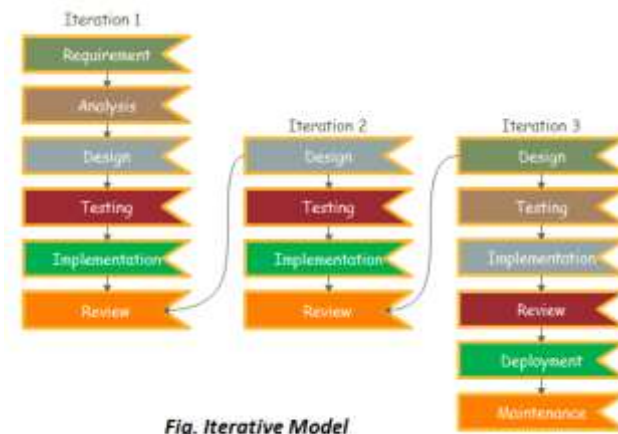 Iteration 1
Requirement
Analysis
Design
Testing
Implementation
Review
Iteration 2
Design
Testing
Implementation
Review
Iteration 3
Design
Testing
Implementation
Review
Deployment
Maintenance
Fig. Iterative Model